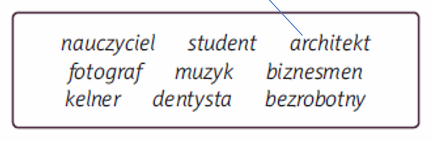 nauczyciel student architekt
fotograf muzyk biznesmen
kelner dentysta bezrobotny